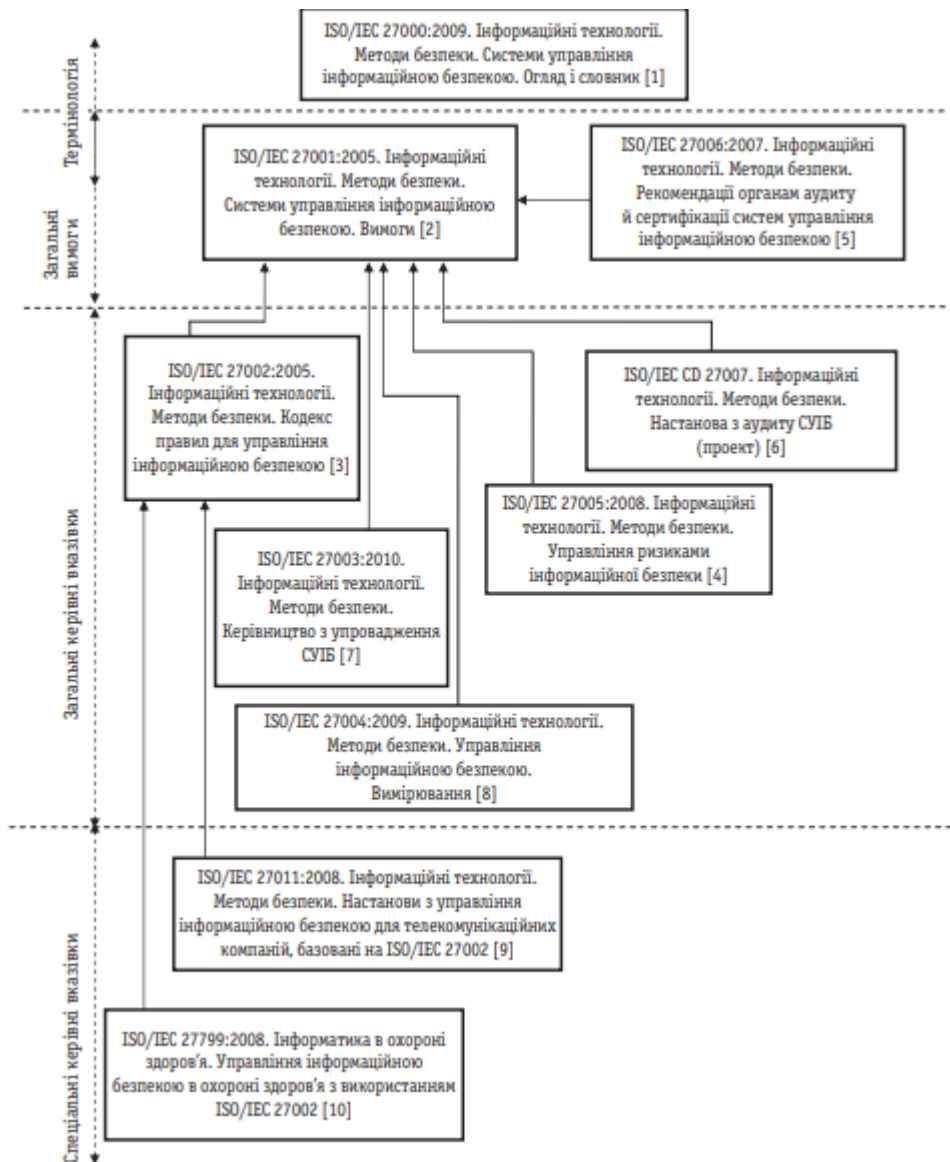 ISO/IEC 27000:2009. Інформаційні технології.
Методи безпеки. Системи управління
інформаційною безпекою. Огляд і словник [1]
Термінологія
ISO/IEC 27001:2005. Інформаційні
технології. Методи безпеки.
Системи управління інформаційною
безпекою. Вимоги [2]
ISO/IEC 27006:2007. Інформаційні
технології. Методи безпеки.
Рекомендації органам аудиту
й сертифікації систем управління
інформаційною безпекою [5]
Загальні
вимоги
ISO/IEC 27002:2005.
Інформаційні технології.
Методи безпеки. Кодекс
правил для управління
інформаційною безпекою [3]
ISO/IEC CD 27007. Інформаційні
технології. Методи безпеки.
Настанова з аудиту СУІБ
(проект) [6]
ISO/IEC 27005:2008. Інформаційні
технології. Методи безпеки.
Управління ризиками
інформаційної безпеки [4]
ISO/IEC 27003:2010.
Інформаційні технології.
Методи безпеки.
Керівництво з упровадження
СУІБ [7]
ISO/IEC 27004:2009. Інформаційні технології.
Методи безпеки. Управління
інформаційною безпекою.
Вимірювання [8]
Загальні керівні вказівки
ISO/IEC 27011:2008. Інформаційні технології.
Методи безпеки. Настанови з управління
інформаційною безпекою для телекомунікаційних
компаній, базовані на ISO/IEC 27002 [9]
ISO/IEC 27799:2008. Інформатика в охороні
здоров’я. Управління інформаційною
безпекою в охороні здоров’я з використанням
ISO/IEC 27002 [10]
Спеціальні керівні вказівки